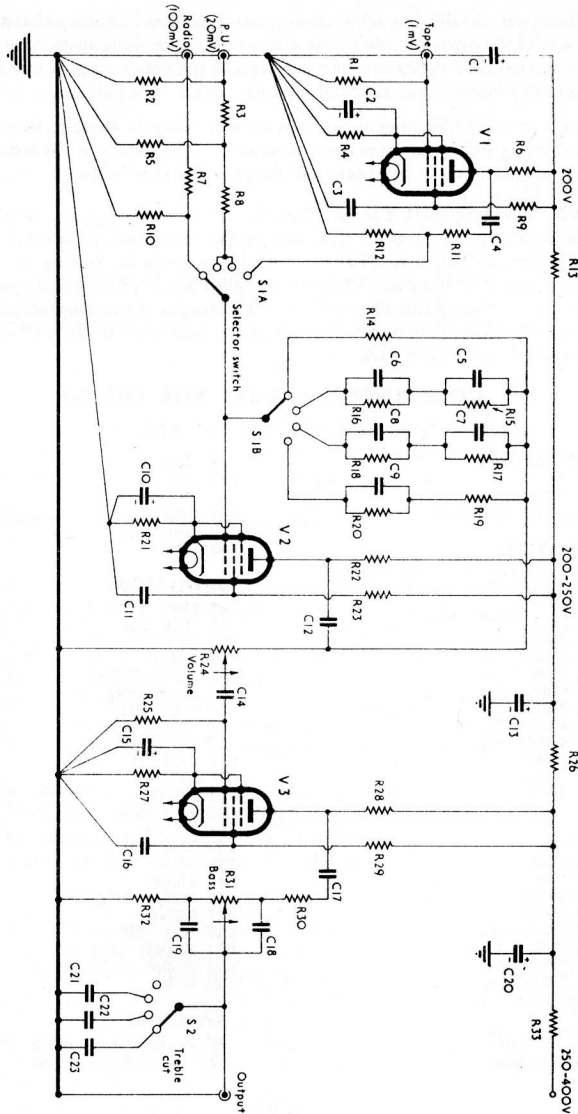 200V
R13
200-250V
R26
R33
250-400V
C1
R6
R9
C4
V1
R11
R12
C3
R4
C2
R1
Tape
(1mV)
P.U.
(20mV)
Radio
(100mV)
R3
R8
R7
R2
R5
R10
S1A
Selector switch
S1B
R14
C5
R15
C6
R16
C7
R17
C8
R18
C9
R19
R20
R22
R23
C12
V2
C10
R21
C11
R24
Volume
C14
C13
R28
R29
C17
V3
R25
C15
R27
C16
R30
R31
Bass
C18
C19
R32
C20
S2
Treble
cut
C21
C22
C23
Output